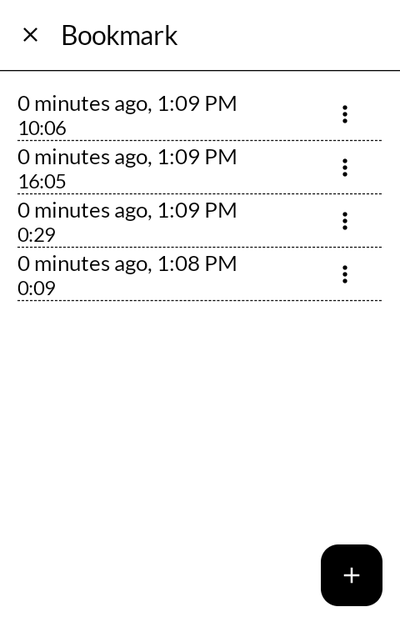 Bookmark
0 minutes ago, 1:09 PM
10:06
0 minutes ago, 1:09 PM
16:05
0 minutes ago, 1:09 PM
0:29
0 minutes ago, 1:08 PM
0:09